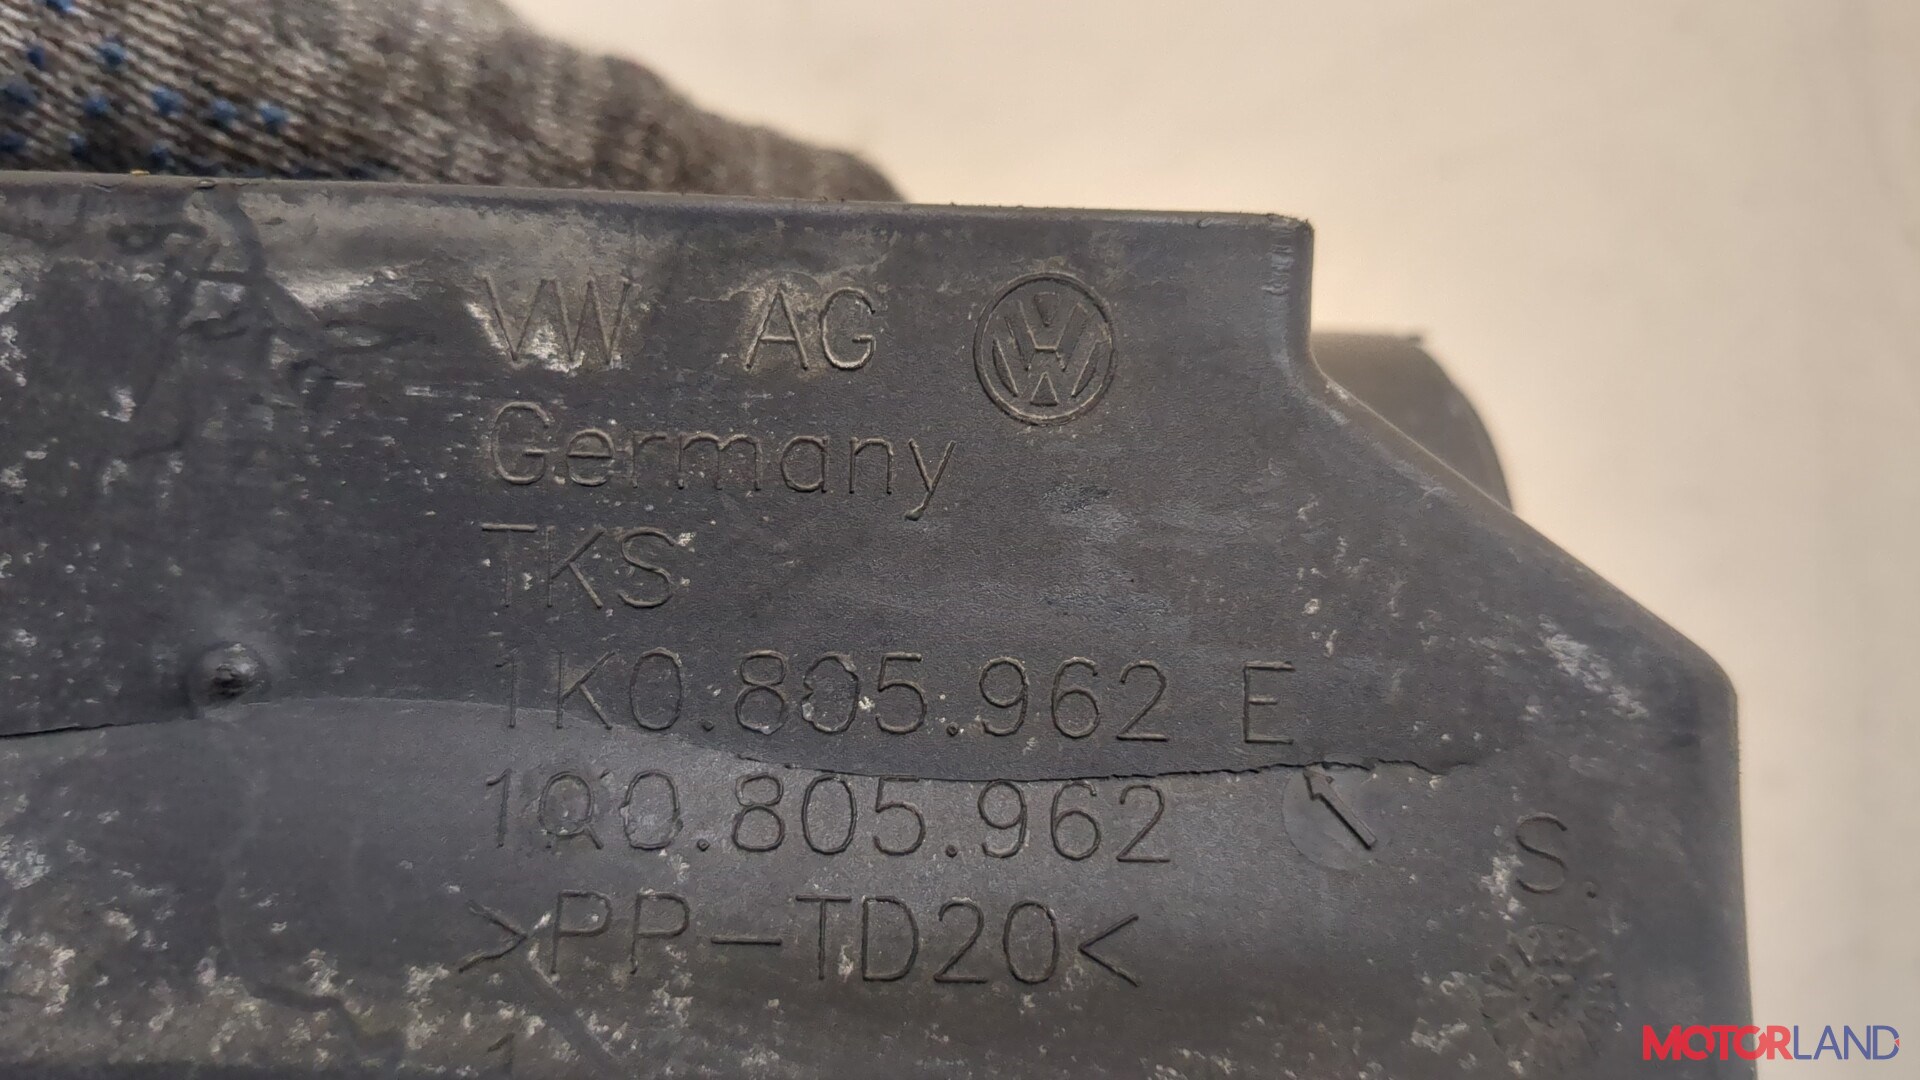 VW AG
Germany
TKS
1K0.805.962 E
1Q0.805.962
S.
>PP-TD20<
MOTORLAND